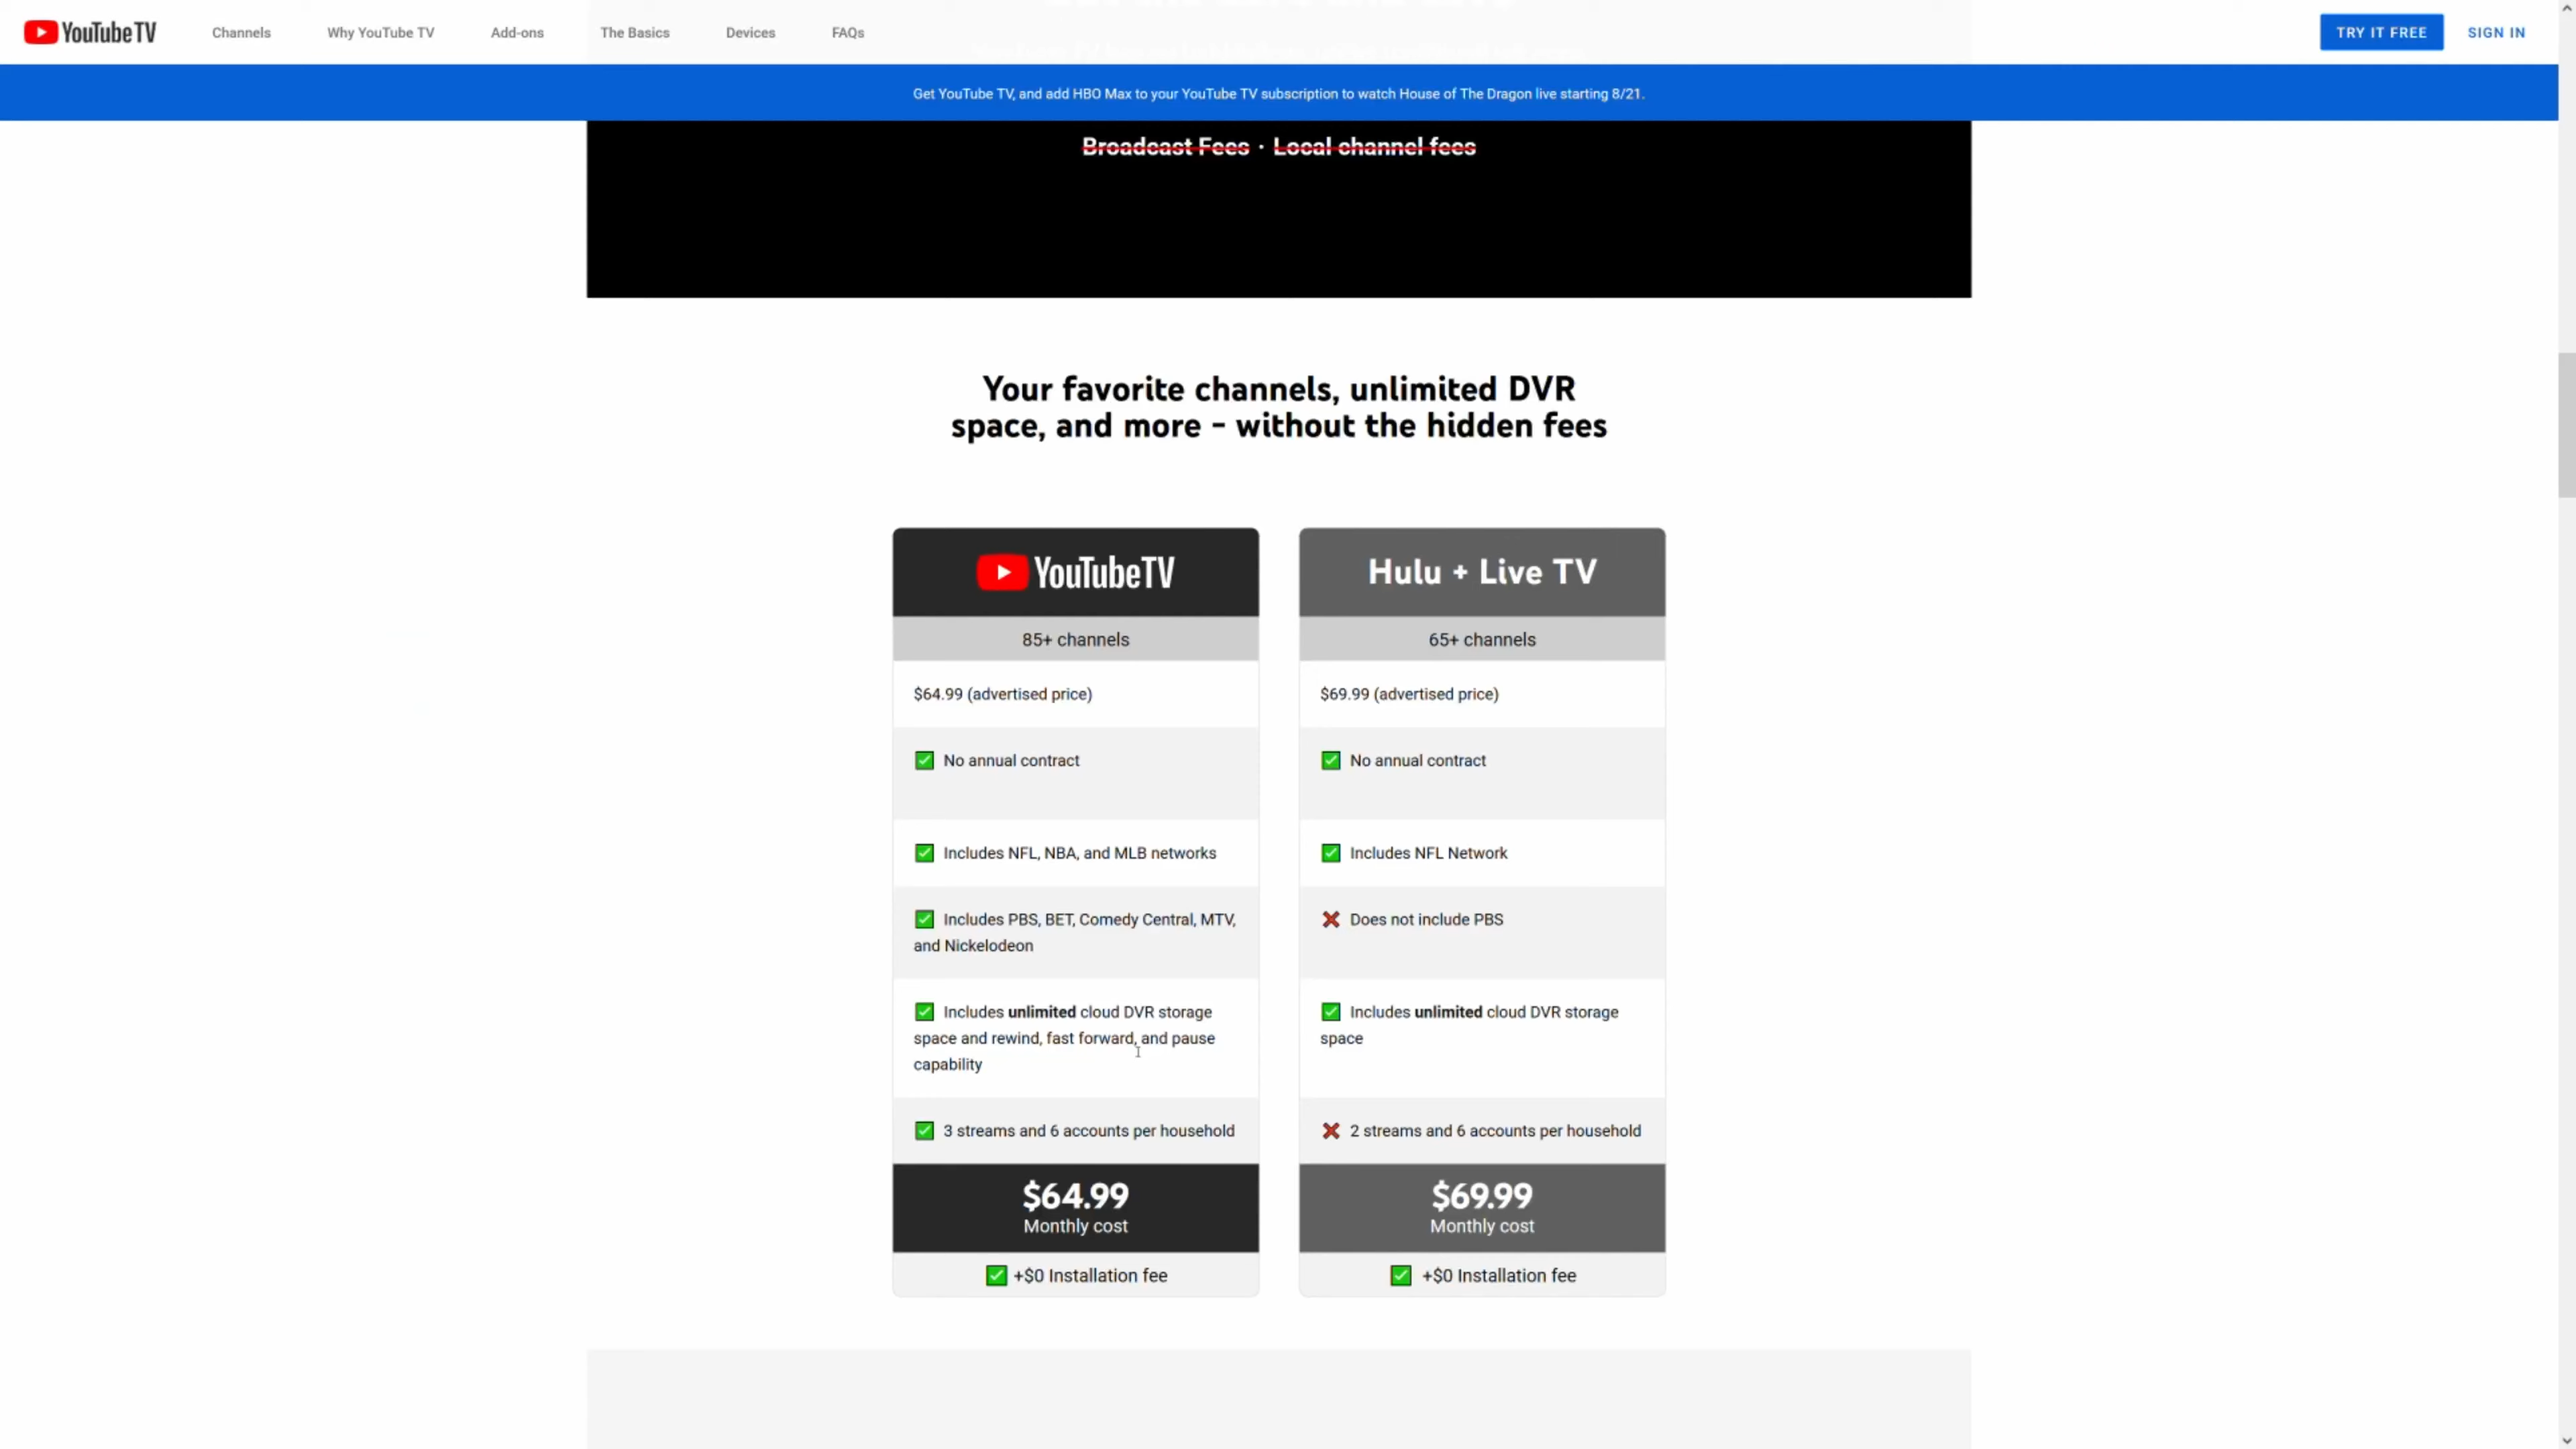 YouTube TV
Channels
Why YouTube TV
Add-ons
The Basics
Devices
FAQs
TRY IT FREE
SIGN IN
Get YouTube TV, and add HBO Max to your YouTube TV subscription to watch House of The Dragon live starting 8/21.
Broadcast Fees · Local channel fees
Your favorite channels, unlimited DVR
space, and more – without the hidden fees
YouTubeTV
85+ channels
$64.99 (advertised price)
No annual contract
Includes NFL, NBA, and MLB networks
Includes PBS, BET, Comedy Central, MTV,
and Nickelodeon
Includes unlimited cloud DVR storage
space and rewind, fast forward, and pause
capability
3 streams and 6 accounts per household
$64.99
Monthly cost
+$0 Installation fee
Hulu + Live TV
65+ channels
$69.99 (advertised price)
No annual contract
Includes NFL Network
Does not include PBS
Includes unlimited cloud DVR storage
space
2 streams and 6 accounts per household
$69.99
Monthly cost
+$0 Installation fee